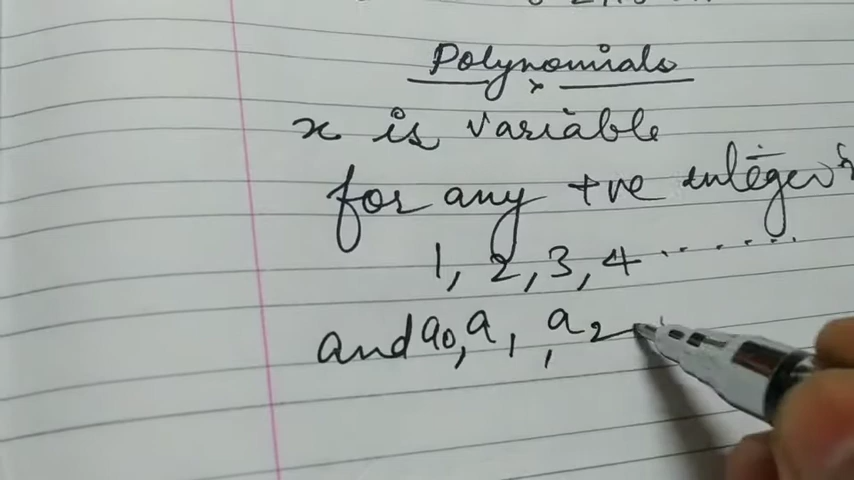 Polynomials
x is variable
for any +ve integer
1, 2, 3, 4 .......
and a₀, a₁, a₂